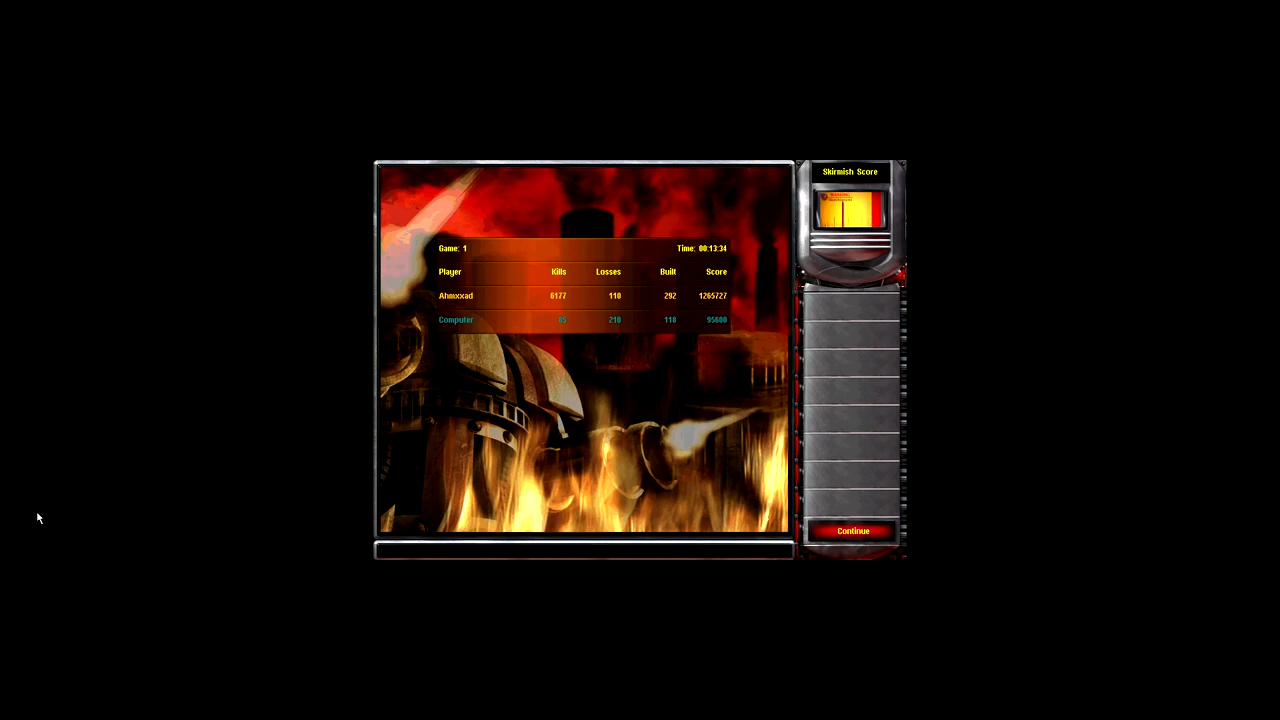 Skirmish Score
Game: 1 Time: 00:13:34
Player Kills Losses Built Score
Ahmxxad 6177 110 292 1265727
Computer 85 210 118 95600
Continue